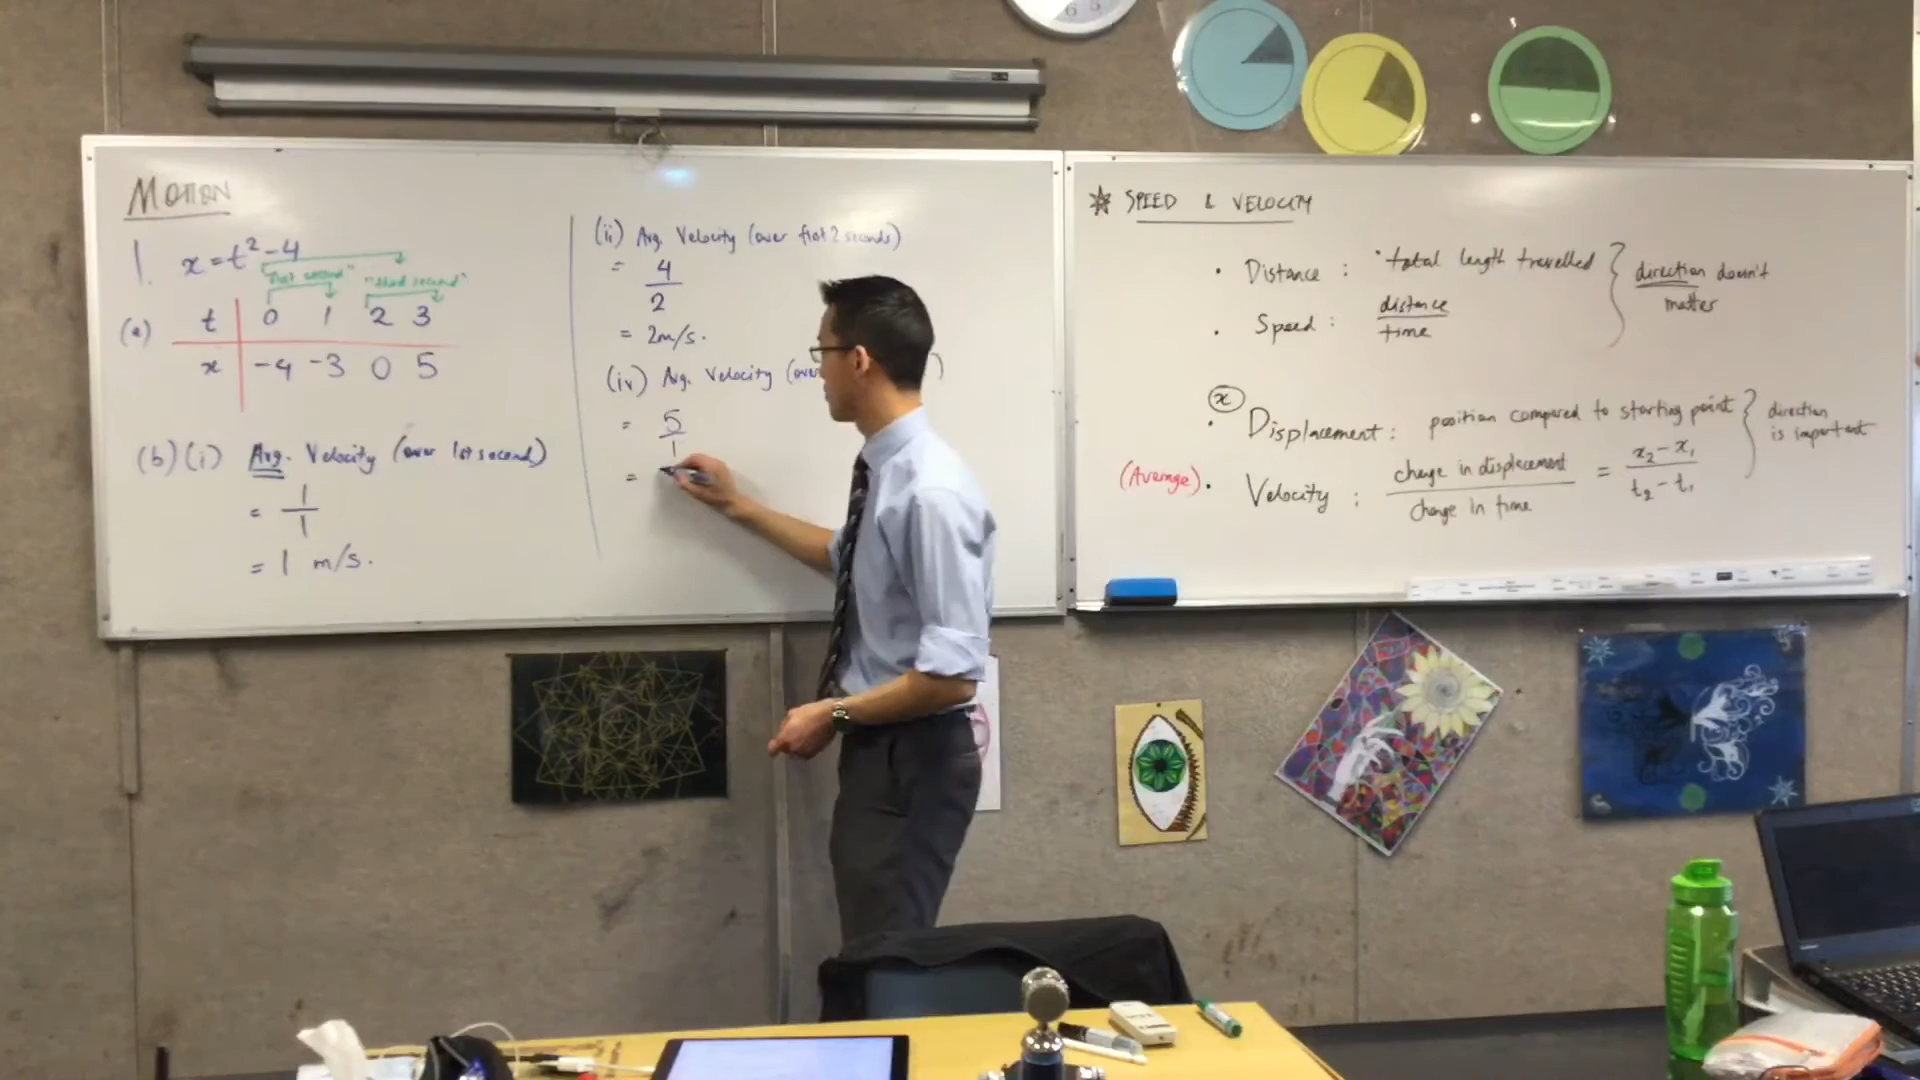 MOTION
1. x = t² - 4
"first second" "third second"
(a) t 0 1 2 3
x -4 -3 0 5
(b) (i) Avg. Velocity (over 1st second)
= 1/1
= 1 m/s.
(ii) Avg. Velocity (over first 2 seconds)
= 4/2
= 2m/s.
(iv) Avg. Velocity (over )
= 5/1
=
SPEED & VELOCITY
· Distance : total length travelled
· Speed : distance/time
direction doesn't
matter
x
· Displacement : position compared to starting point
(Average) · Velocity : change in displacement/change in time = x₂ - x₁/t₂ - t₁
direction
is important
6 5